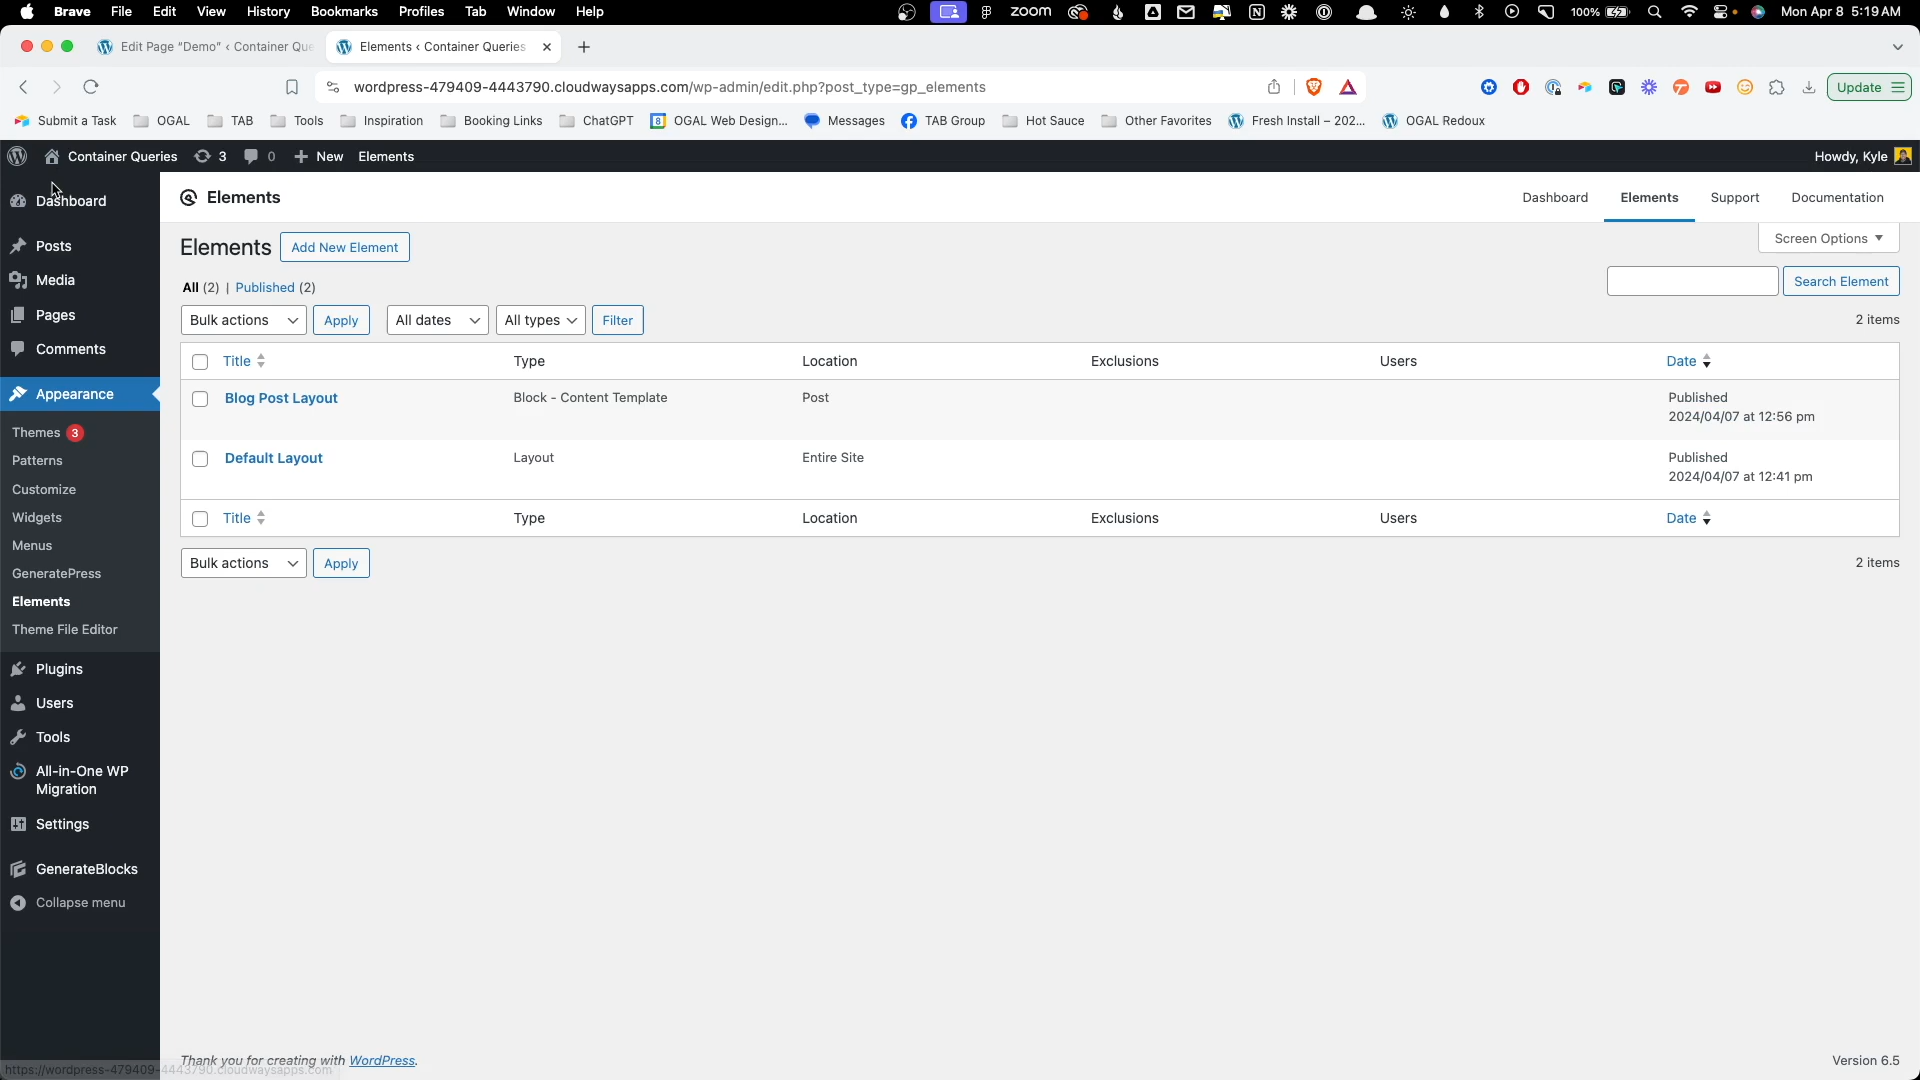 Brave File Edit View History Bookmarks Profiles Tab Window Help zoom 100% Mon Apr 8 5:19 AM
Edit Page "Demo" ‹ Container Que
Elements ‹ Container Queries
wordpress-479409-4443790.cloudwaysapps.com/wp-admin/edit.php?post_type=gp_elements
Update
Submit a Task OGAL TAB Tools Inspiration Booking Links ChatGPT 8 OGAL Web Design... Messages TAB Group Hot Sauce Other Favorites Fresh Install – 202... OGAL Redoux
Container Queries 3 0 New Elements Howdy, Kyle
Dashboard
Posts
Media
Pages
Comments
Appearance
Themes 3
Patterns
Customize
Widgets
Menus
GeneratePress
Elements
Theme File Editor
Plugins
Users
Tools
All-in-One WP
Migration
Settings
GenerateBlocks
Collapse menu
Elements
Dashboard Elements Support Documentation
Elements Add New Element
Screen Options
All (2) | Published (2)
Search Element
Bulk actions Apply All dates All types Filter 2 items
Title Type Location Exclusions Users Date
Blog Post Layout Block - Content Template Post Published
2024/04/07 at 12:56 pm
Default Layout Layout Entire Site Published
2024/04/07 at 12:41 pm
Title Type Location Exclusions Users Date
Bulk actions Apply 2 items
Thank you for creating with WordPress. Version 6.5
https://wordpress-479409-4443790.cloudwaysapps.com